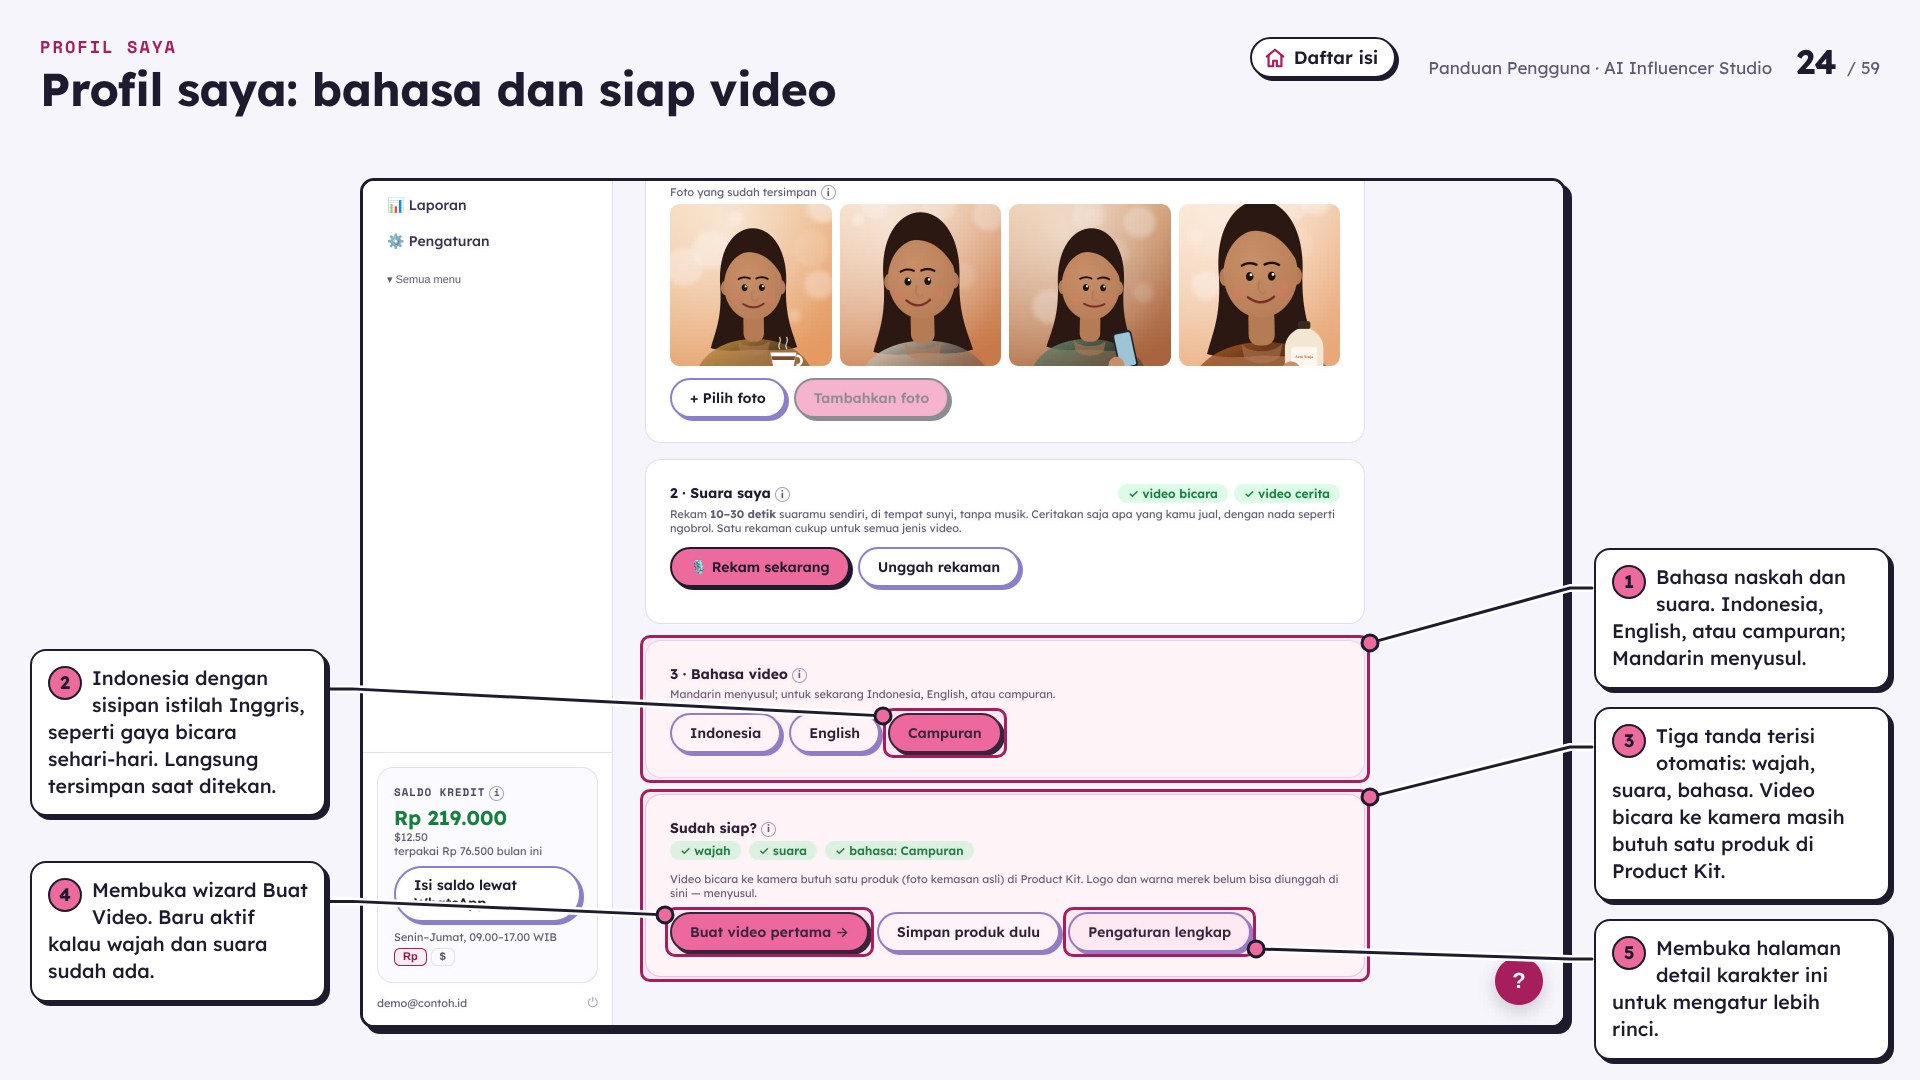 PROFIL SAYA
Profil saya: bahasa dan siap video
Daftar isi
Panduan Pengguna · AI Influencer Studio
24 / 59
📊 Laporan
⚙️ Pengaturan
▾ Semua menu
SALDO KREDIT i
Rp 219.000
$12.50
terpakai Rp 76.500 bulan ini
Isi saldo lewat
WhatsApp
Senin–Jumat, 09.00–17.00 WIB
Rp $
demo@contoh.id
Foto yang sudah tersimpan i
+ Pilih foto
Tambahkan foto
2 · Suara saya i
✓ video bicara
✓ video cerita
Rekam 10–30 detik suaramu sendiri, di tempat sunyi, tanpa musik. Ceritakan saja apa yang kamu jual, dengan nada seperti
ngobrol. Satu rekaman cukup untuk semua jenis video.
🎙️ Rekam sekarang
Unggah rekaman
3 · Bahasa video i
Mandarin menyusul; untuk sekarang Indonesia, English, atau campuran.
Indonesia
English
Campuran
Sudah siap? i
✓ wajah
✓ suara
✓ bahasa: Campuran
Video bicara ke kamera butuh satu produk (foto kemasan asli) di Product Kit. Logo dan warna merek belum bisa diunggah di
sini — menyusul.
Buat video pertama →
Simpan produk dulu
Pengaturan lengkap
?
1 Bahasa naskah dan
suara. Indonesia,
English, atau campuran;
Mandarin menyusul.
2 Indonesia dengan
sisipan istilah Inggris,
seperti gaya bicara
sehari-hari. Langsung
tersimpan saat ditekan.
3 Tiga tanda terisi
otomatis: wajah,
suara, bahasa. Video
bicara ke kamera masih
butuh satu produk di
Product Kit.
4 Membuka wizard Buat
Video. Baru aktif
kalau wajah dan suara
sudah ada.
5 Membuka halaman
detail karakter ini
untuk mengatur lebih
rinci.